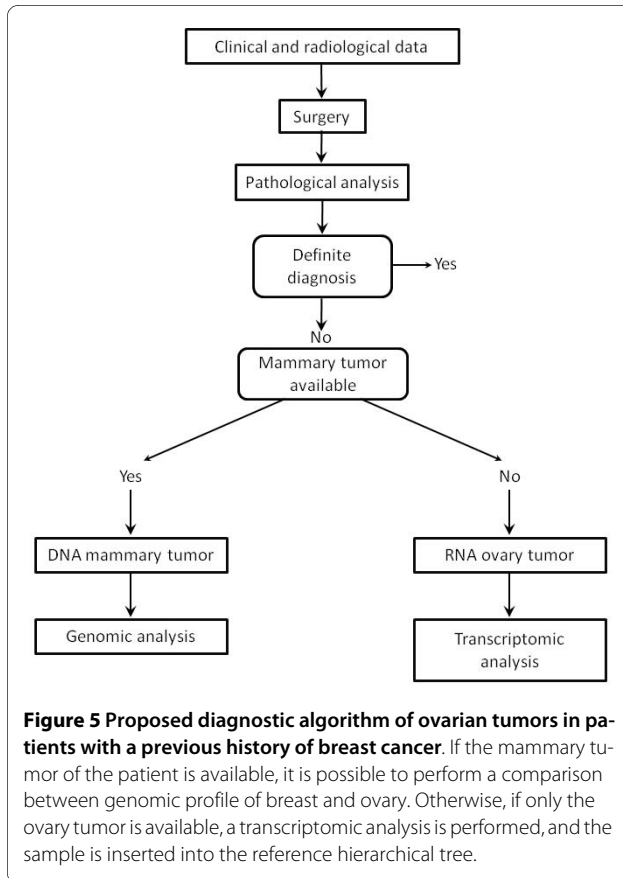 Clinical and radiological data
Surgery
Pathological analysis
Definite
diagnosis
Yes
No
Mammary tumor
available
Yes
No
DNA mammary tumor
RNA ovary tumor
Genomic analysis
Transcriptomic
analysis
Figure 5 Proposed diagnostic algorithm of ovarian tumors in pa-
tients with a previous history of breast cancer. If the mammary tu-
mor of the patient is available, it is possible to perform a comparison
between genomic profile of breast and ovary. Otherwise, if only the
ovary tumor is available, a transcriptomic analysis is performed, and the
sample is inserted into the reference hierarchical tree.